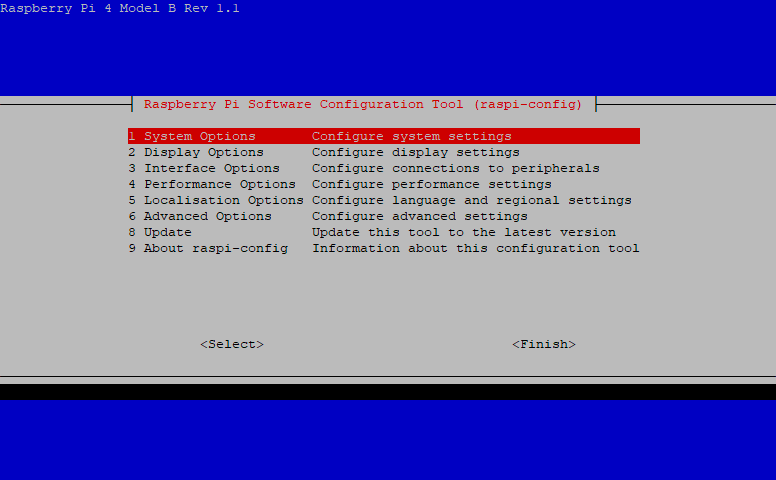 Raspberry Pi 4 Model B Rev 1.1
Raspberry Pi Software Configuration Tool (raspi-config)
1 System Options Configure system settings
2 Display Options Configure display settings
3 Interface Options Configure connections to peripherals
4 Performance Options Configure performance settings
5 Localisation Options Configure language and regional settings
6 Advanced Options Configure advanced settings
8 Update Update this tool to the latest version
9 About raspi-config Information about this configuration tool
<Select> <Finish>